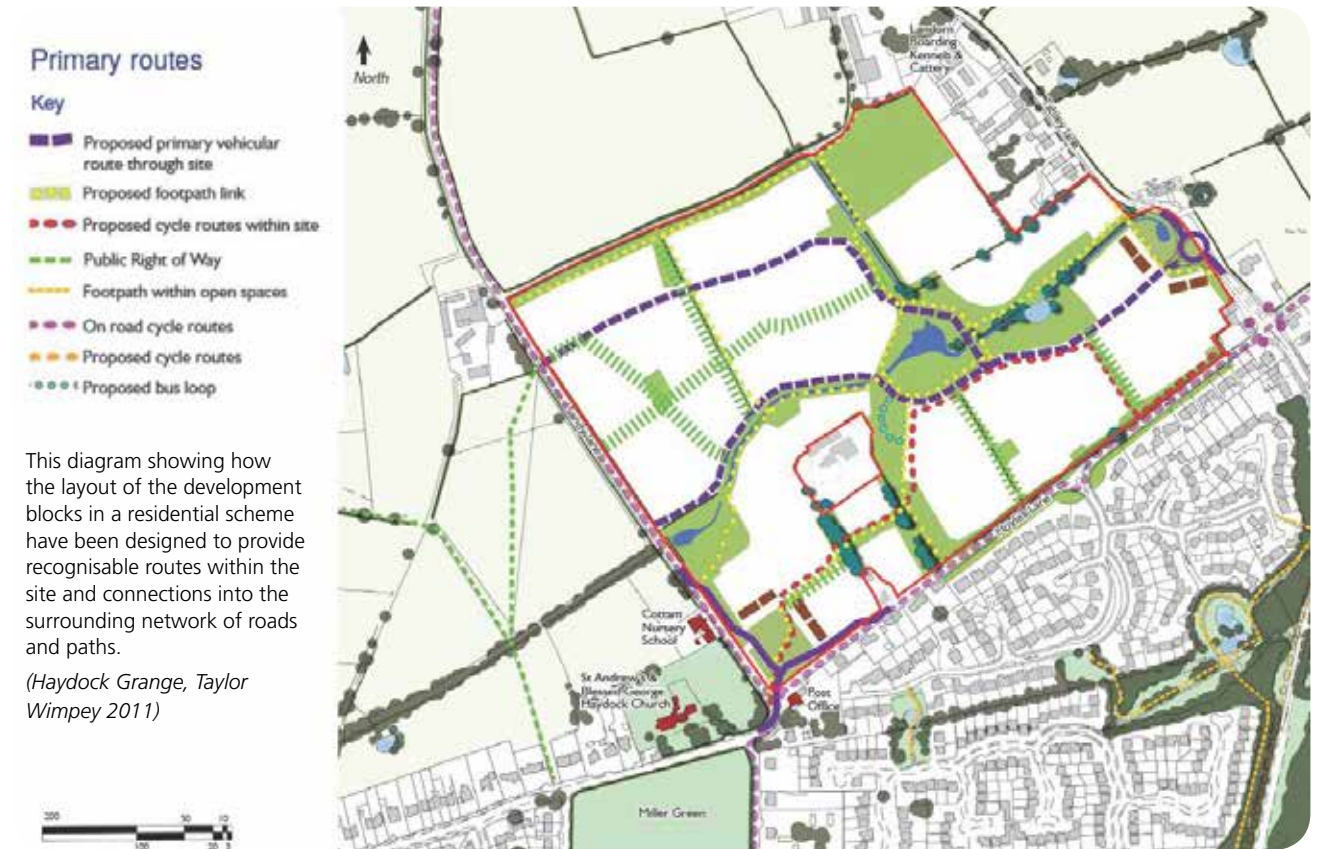 Primary routes
Key
Proposed primary vehicular
route through site
Proposed footpath link
Proposed cycle routes within site
Public Right of Way
Footpath within open spaces
On road cycle routes
Proposed cycle routes
Proposed bus loop
This diagram showing how
the layout of the development
blocks in a residential scheme
have been designed to provide
recognisable routes within the
site and connections into the
surrounding network of roads
and paths.
(Haydock Grange, Taylor
Wimpey 2011)
North
Boarding
Kennels &
Cattery
Hoyles Lane
Cottam
Nursery
School
St Andrew's &
Blessed George
Haydock Church
Post
Office
Miller Green